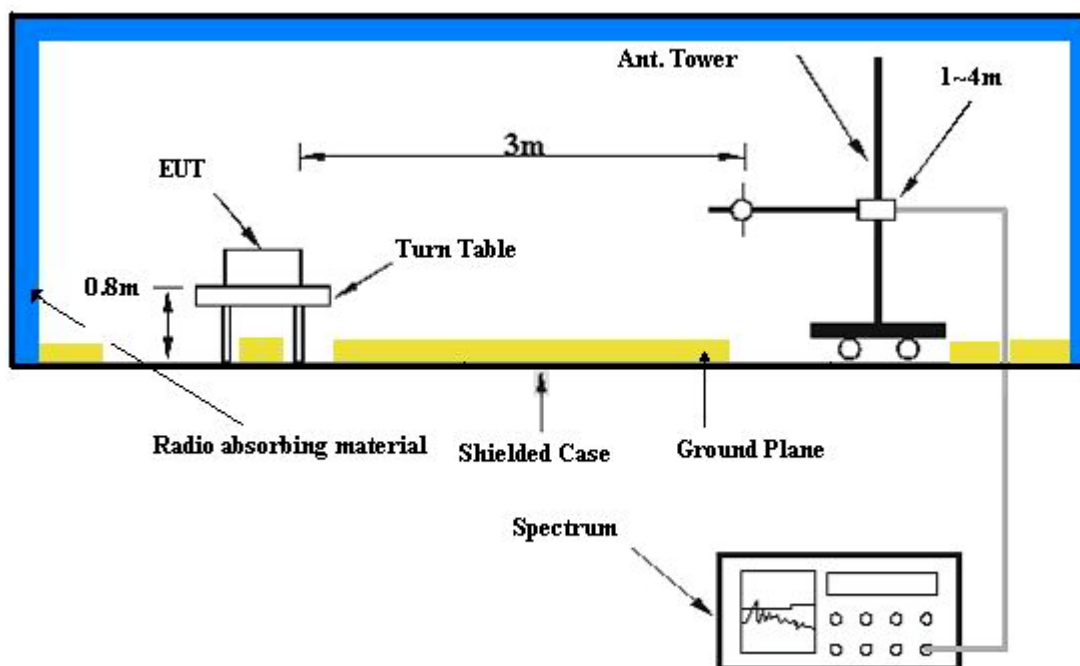 Ant. Tower
1~4m
3m
EUT
Turn Table
0.8m
Radio absorbing material
Shielded Case
Ground Plane
Spectrum